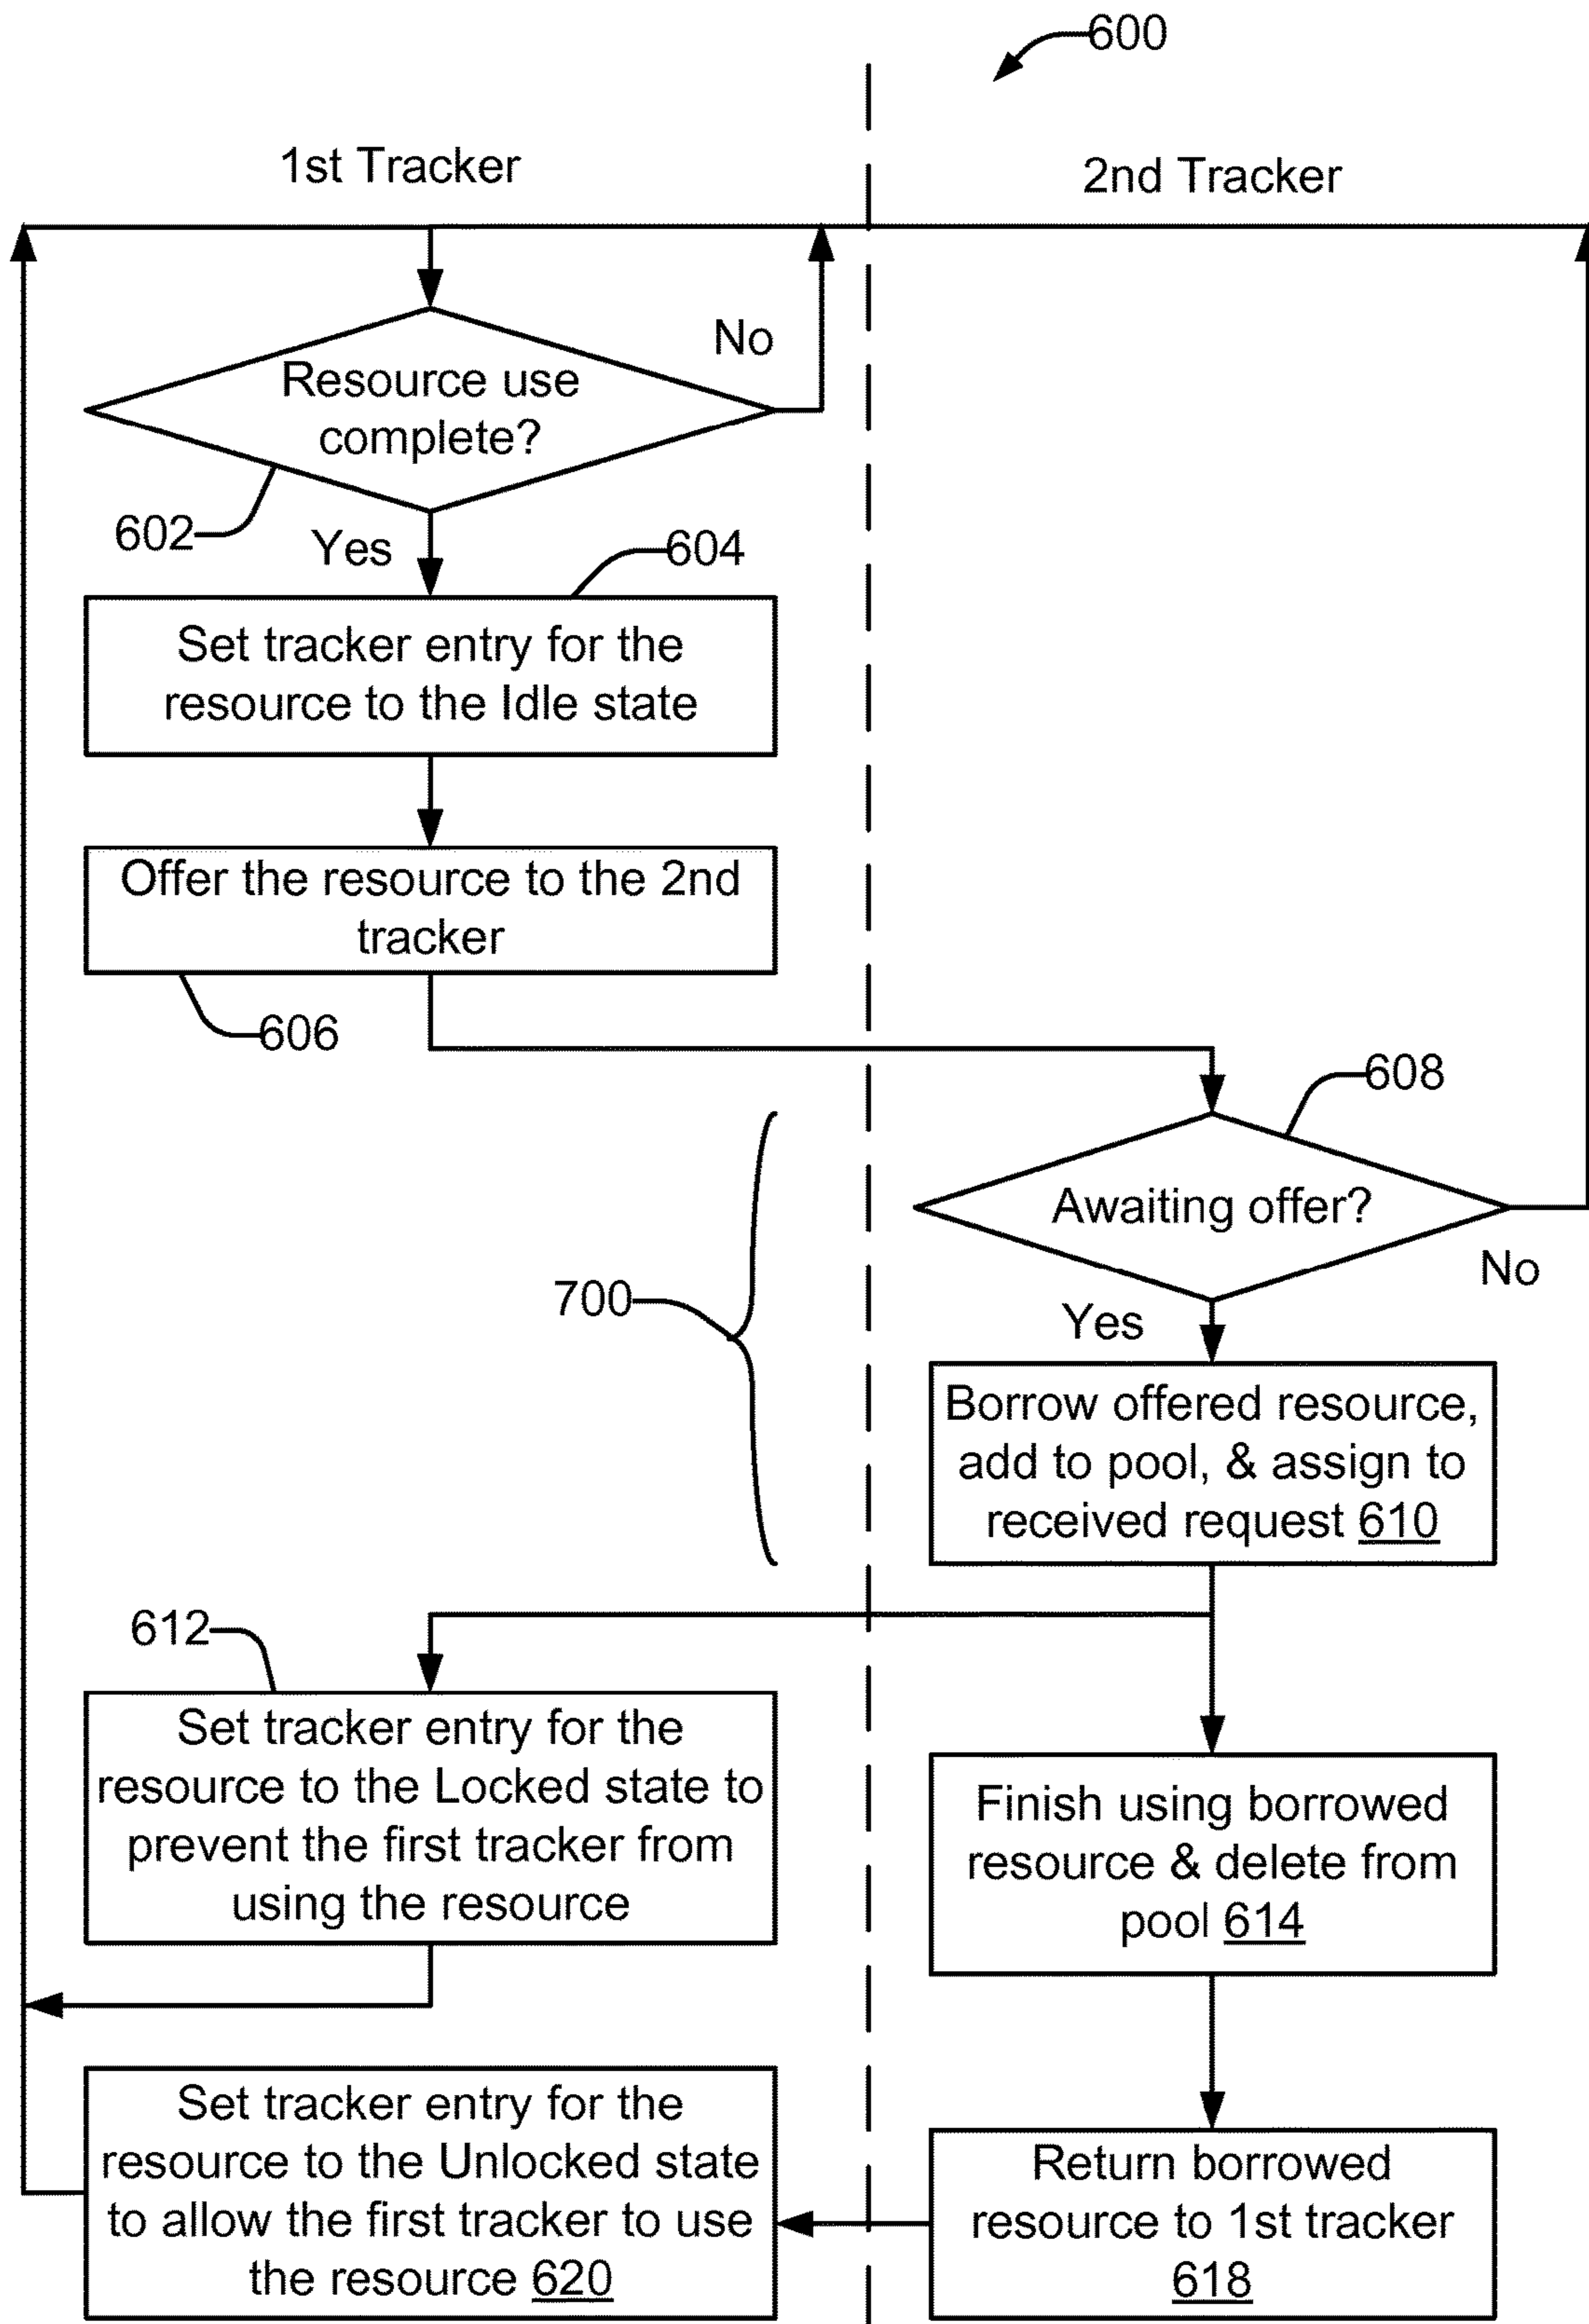 600
1st Tracker
2nd Tracker
No
Resource use
complete?
602
Yes
604
Set tracker entry for the
resource to the Idle state
Offer the resource to the 2nd
tracker
606
608
Awaiting offer?
No
700
Yes
Borrow offered resource,
add to pool, & assign to
received request 610
612
Set tracker entry for the
resource to the Locked state to
prevent the first tracker from
using the resource
Finish using borrowed
resource & delete from
pool 614
Set tracker entry for the
resource to the Unlocked state
to allow the first tracker to use
the resource 620
Return borrowed
resource to 1st tracker
618